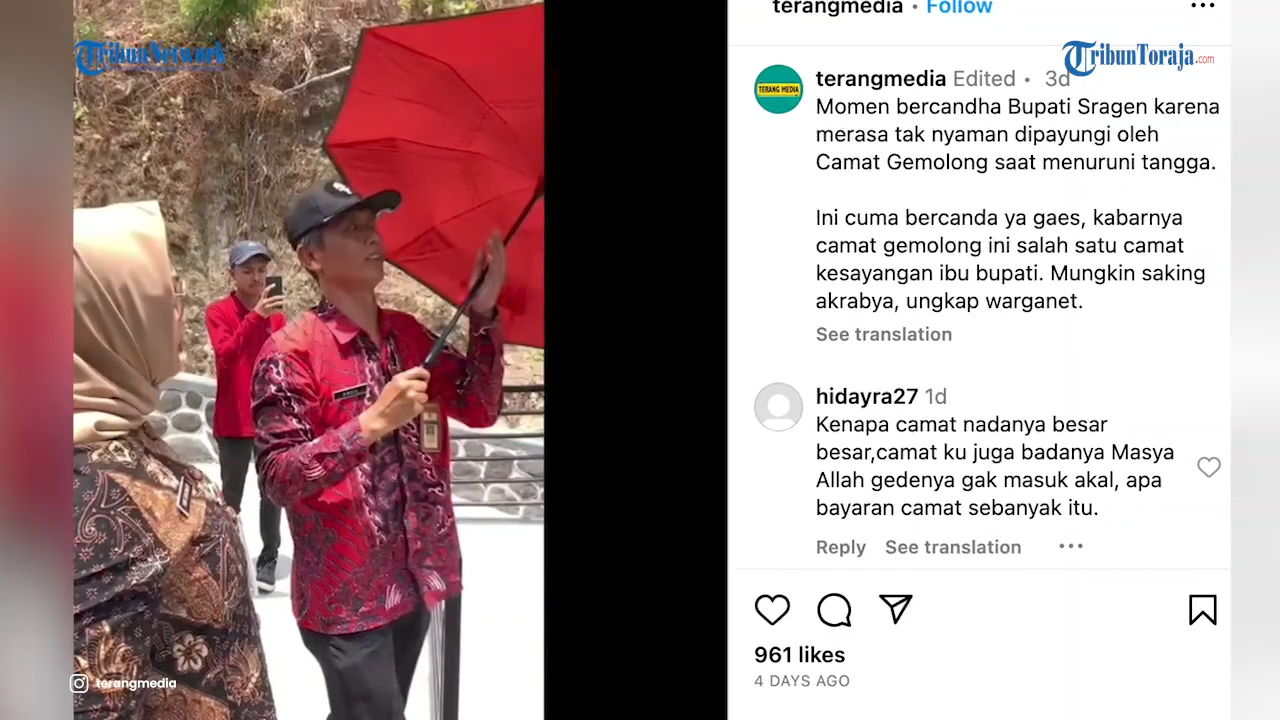 terangmedia • Follow
TribunNetwork
TribunToraja.com
TERANG MEDIA
terangmedia Edited • 3d
Momen bercandha Bupati Sragen karena
merasa tak nyaman dipayungi oleh
Camat Gemolong saat menuruni tangga.
Ini cuma bercanda ya gaes, kabarnya
camat gemolong ini salah satu camat
kesayangan ibu bupati. Mungkin saking
akrabya, ungkap warganet.
See translation
hidayra27 1d
Kenapa camat nadanya besar
besar,camat ku juga badanya Masya
Allah gedenya gak masuk akal, apa
bayaran camat sebanyak itu.
Reply See translation
961 likes
4 DAYS AGO
terangmedia